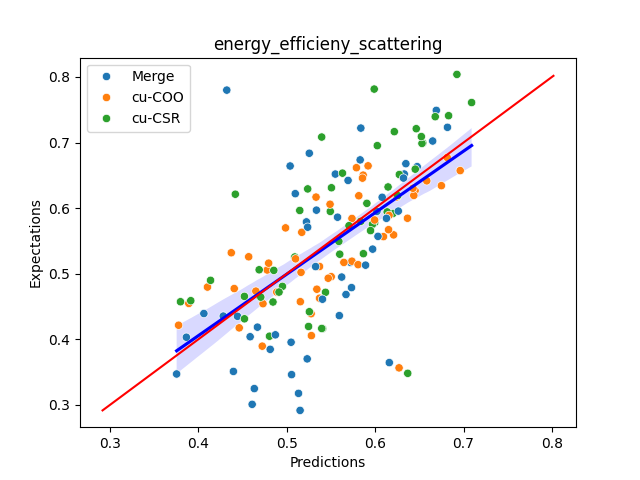 energy_efficieny_scattering
Merge
cu-COO
cu-CSR
0.8
0.7
0.6
0.5
0.4
0.3
Expectations
0.3 0.4 0.5 0.6 0.7 0.8
Predictions